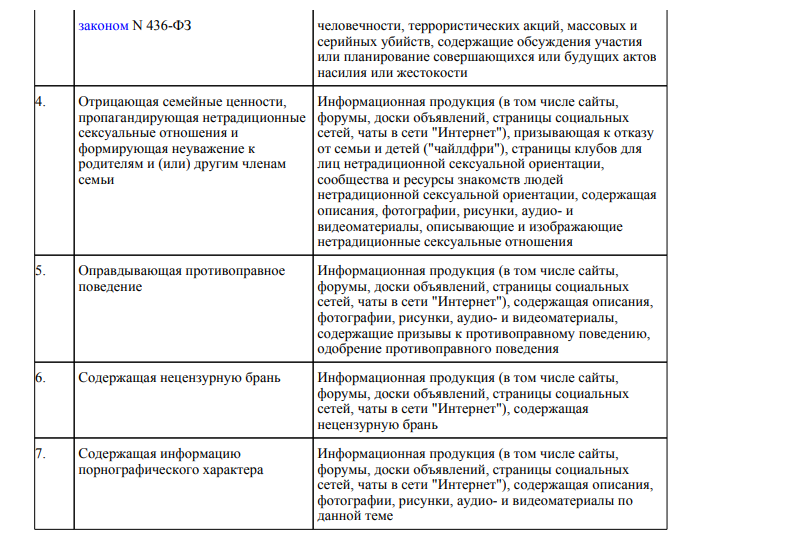 законом N 436-ФЗ
человечности, террористических акций, массовых и
серийных убийств, содержащие обсуждения участия
или планирование совершающихся или будущих актов
насилия или жестокости
4.
Отрицающая семейные ценности,
пропагандирующая нетрадиционные
сексуальные отношения и
формирующая неуважение к
родителям и (или) другим членам
семьи
Информационная продукция (в том числе сайты,
форумы, доски объявлений, страницы социальных
сетей, чаты в сети "Интернет"), призывающая к отказу
от семьи и детей ("чайлдфри"), страницы клубов для
лиц нетрадиционной сексуальной ориентации,
сообщества и ресурсы знакомств людей
нетрадиционной сексуальной ориентации, содержащая
описания, фотографии, рисунки, аудио- и
видеоматериалы, описывающие и изображающие
нетрадиционные сексуальные отношения
5.
Оправдывающая противоправное
поведение
Информационная продукция (в том числе сайты,
форумы, доски объявлений, страницы социальных
сетей, чаты в сети "Интернет"), содержащая описания,
фотографии, рисунки, аудио- и видеоматериалы,
содержащие призывы к противоправному поведению,
одобрение противоправного поведения
6.
Содержащая нецензурную брань
Информационная продукция (в том числе сайты,
форумы, доски объявлений, страницы социальных
сетей, чаты в сети "Интернет"), содержащая
нецензурную брань
7.
Содержащая информацию
порнографического характера
Информационная продукция (в том числе сайты,
форумы, доски объявлений, страницы социальных
сетей, чаты в сети "Интернет"), содержащая описания,
фотографии, рисунки, аудио- и видеоматериалы по
данной теме